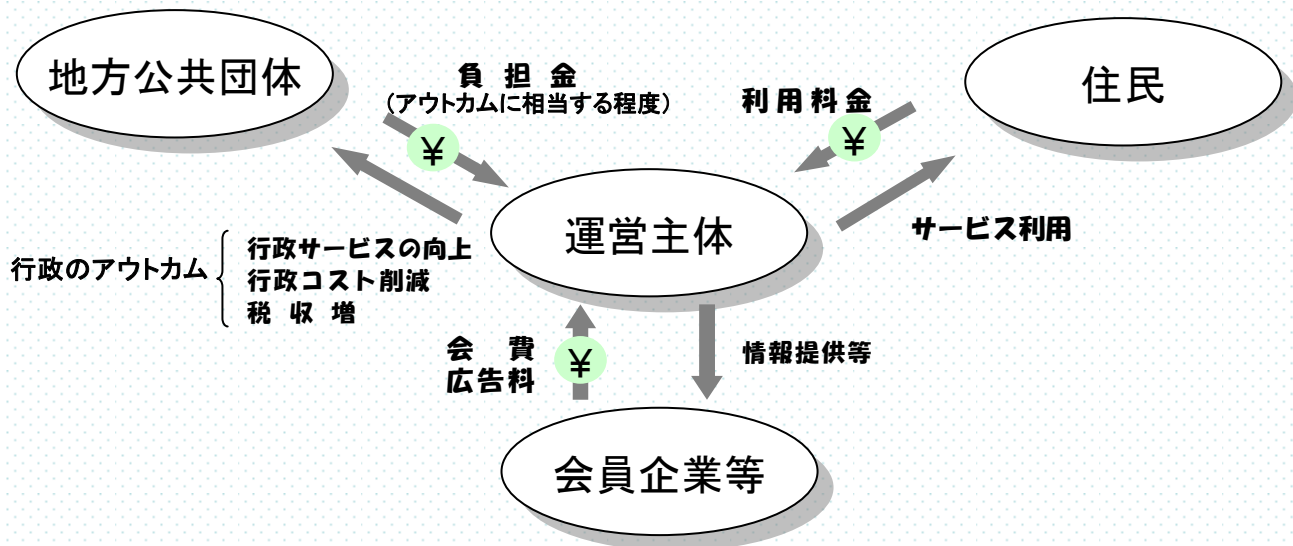 地方公共団体
負担金
(アウトカムに相当する程度)
¥
利用料金
¥
住民
運営主体
サービス利用
行政のアウトカム
行政サービスの向上
行政コスト削減
税収増
会費
広告料
¥
情報提供等
会員企業等